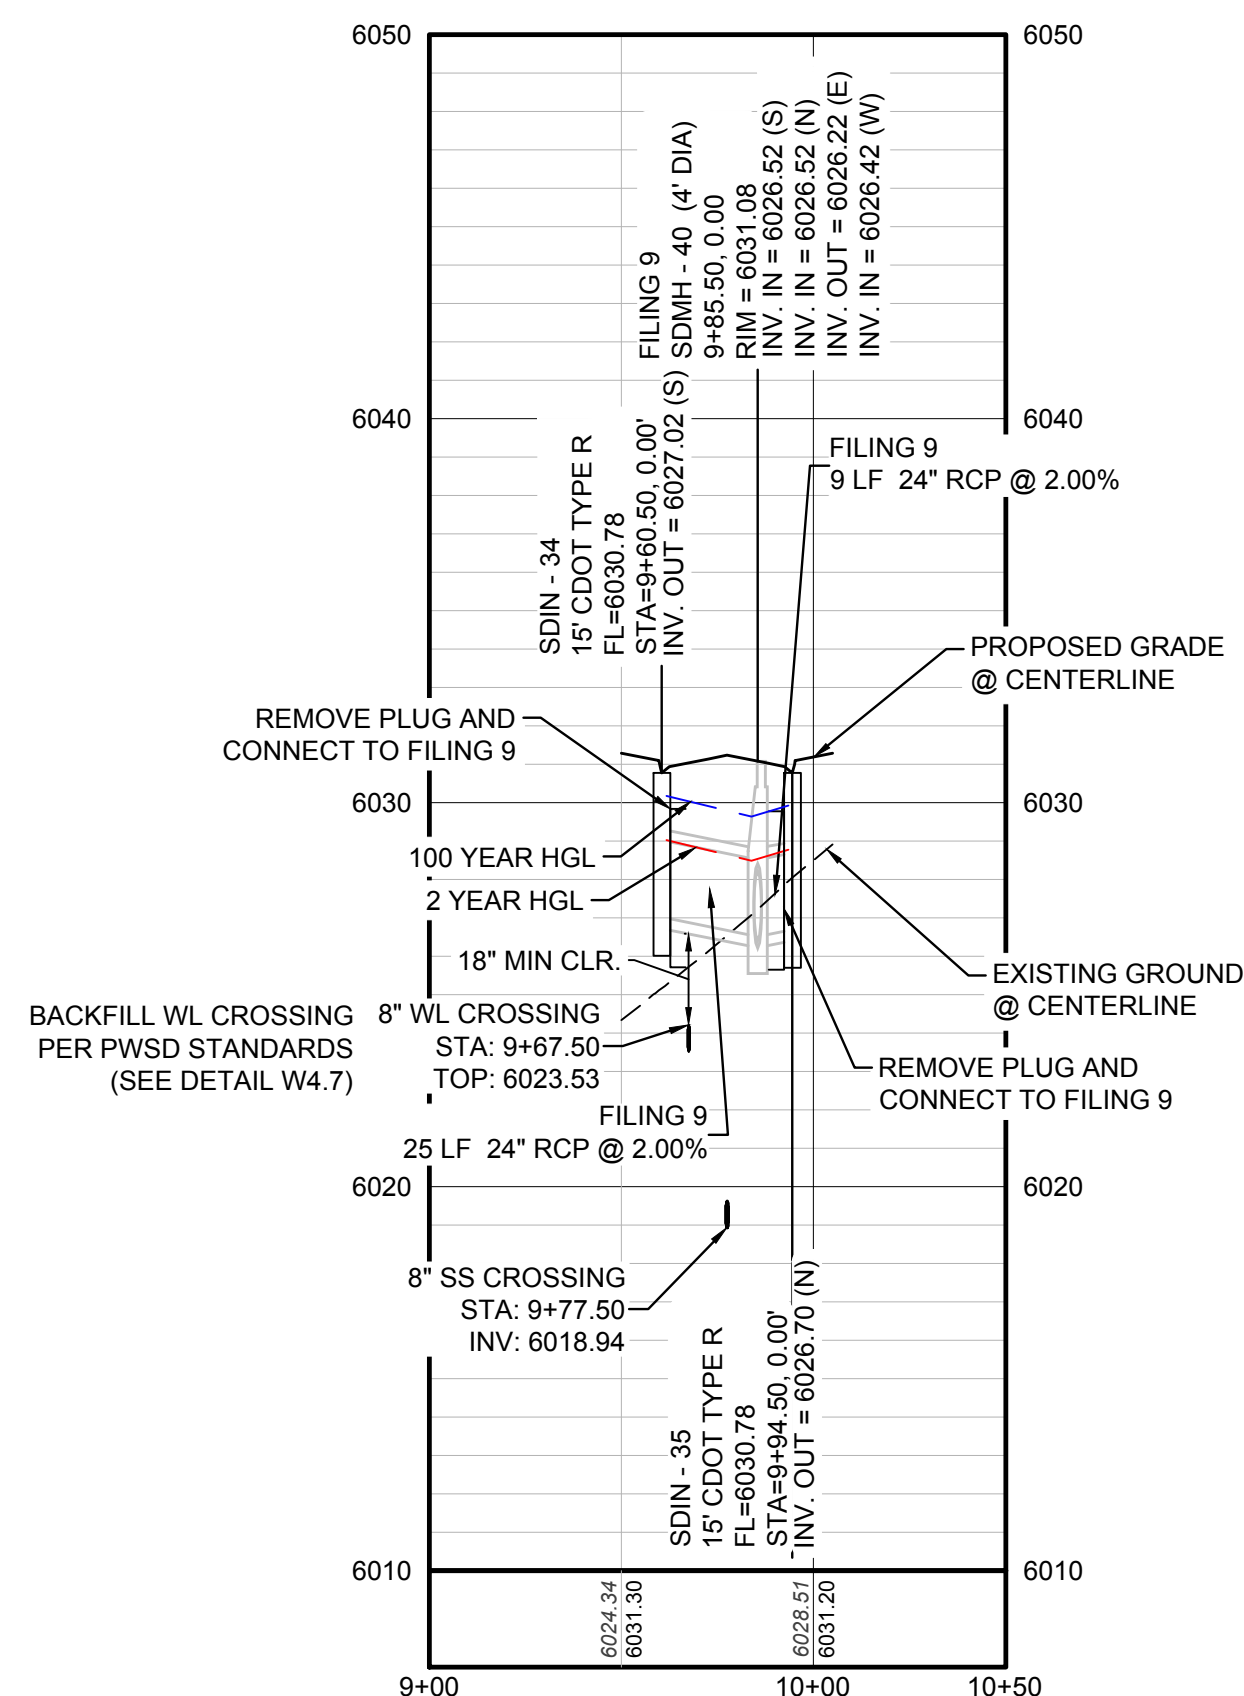 6050
6050
FILING 9
SDMH - 40 (4' DIA)
9+85.50, 0.00
RIM = 6031.08
INV. IN = 6026.52 (S)
INV. IN = 6026.52 (N)
INV. OUT = 6026.22 (E)
INV. IN = 6026.42 (W)
6040
6040
SDIN - 34
15' CDOT TYPE R
FL=6030.78
STA=9+60.50, 0.00'
INV. OUT = 6027.02 (S)
FILING 9
9 LF 24" RCP @ 2.00%
PROPOSED GRADE
@ CENTERLINE
REMOVE PLUG AND
CONNECT TO FILING 9
6030
6030
100 YEAR HGL
2 YEAR HGL
18" MIN CLR.
EXISTING GROUND
@ CENTERLINE
BACKFILL WL CROSSING
PER PWSD STANDARDS
(SEE DETAIL W4.7)
8" WL CROSSING
STA: 9+67.50
TOP: 6023.53
REMOVE PLUG AND
CONNECT TO FILING 9
FILING 9
25 LF 24" RCP @ 2.00%
6020
6020
8" SS CROSSING
STA: 9+77.50
INV: 6018.94
SDIN - 35
15' CDOT TYPE R
FL=6030.78
STA=9+94.50, 0.00'
INV. OUT = 6026.70 (N)
6010
6010
6024.34
6031.30
6028.51
6031.20
9+00
10+00
10+50